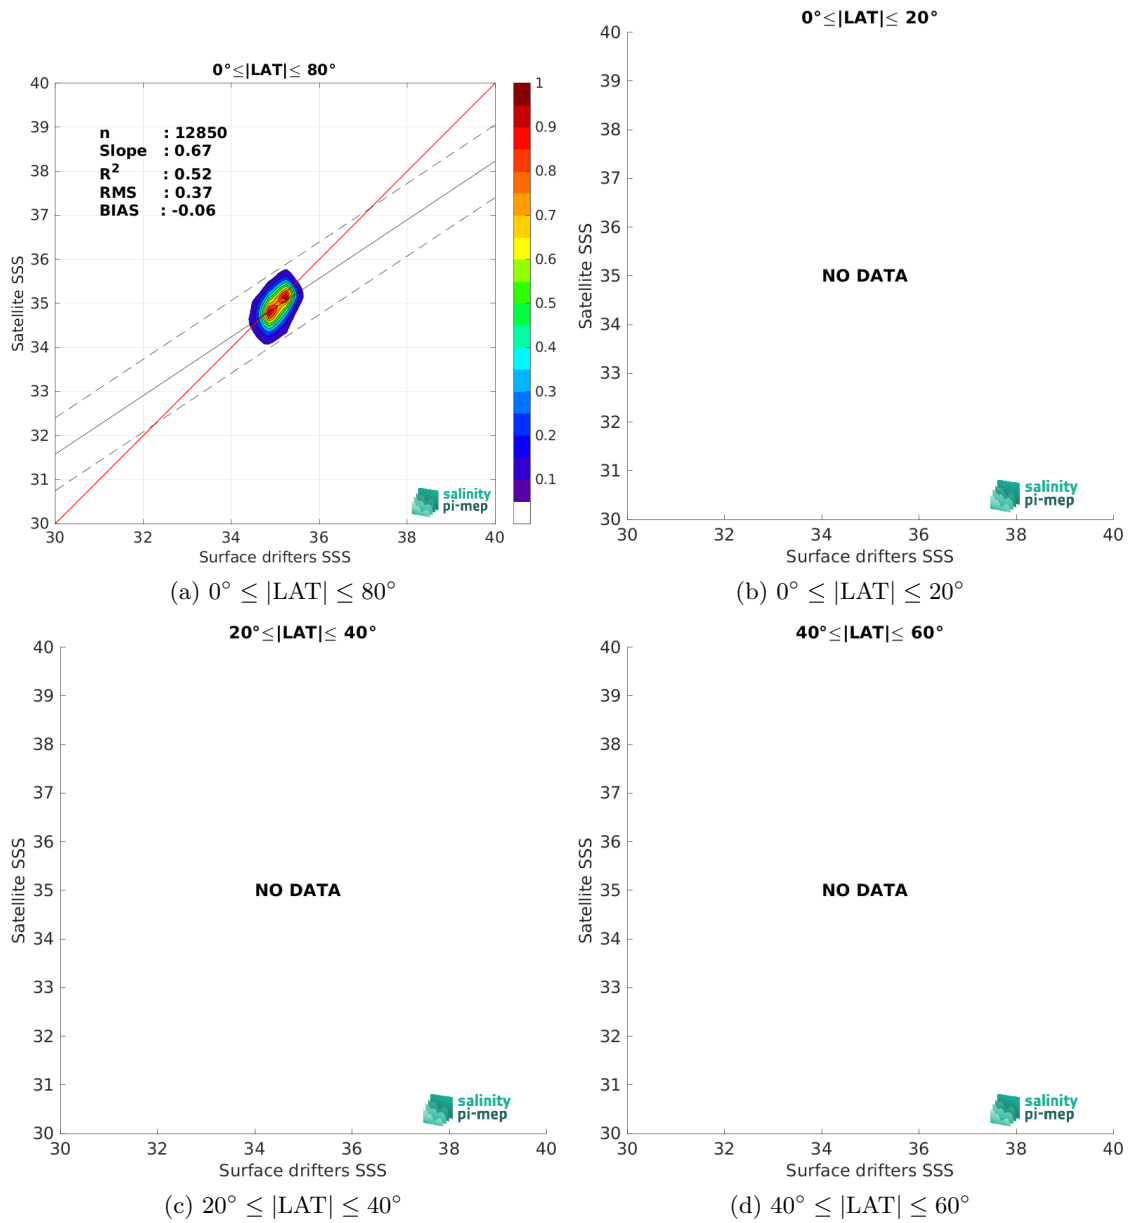 0°≤|LAT|≤ 80°
40
39
38
37
36
35
34
33
32
31
30
Satellite SSS
n : 12850
Slope : 0.67
R² : 0.52
RMS : 0.37
BIAS : -0.06
1
0.9
0.8
0.7
0.6
0.5
0.4
0.3
0.2
0.1
salinity
pi-mep
30 32 34 36 38 40
Surface drifters SSS
(a) 0° ≤ |LAT| ≤ 80°
0°≤|LAT|≤ 20°
40
39
38
37
36
35
34
33
32
31
30
Satellite SSS
NO DATA
salinity
pi-mep
30 32 34 36 38 40
Surface drifters SSS
(b) 0° ≤ |LAT| ≤ 20°
20°≤|LAT|≤ 40°
40
39
38
37
36
35
34
33
32
31
30
Satellite SSS
NO DATA
salinity
pi-mep
30 32 34 36 38 40
Surface drifters SSS
(c) 20° ≤ |LAT| ≤ 40°
40°≤|LAT|≤ 60°
40
39
38
37
36
35
34
33
32
31
30
Satellite SSS
NO DATA
salinity
pi-mep
30 32 34 36 38 40
Surface drifters SSS
(d) 40° ≤ |LAT| ≤ 60°